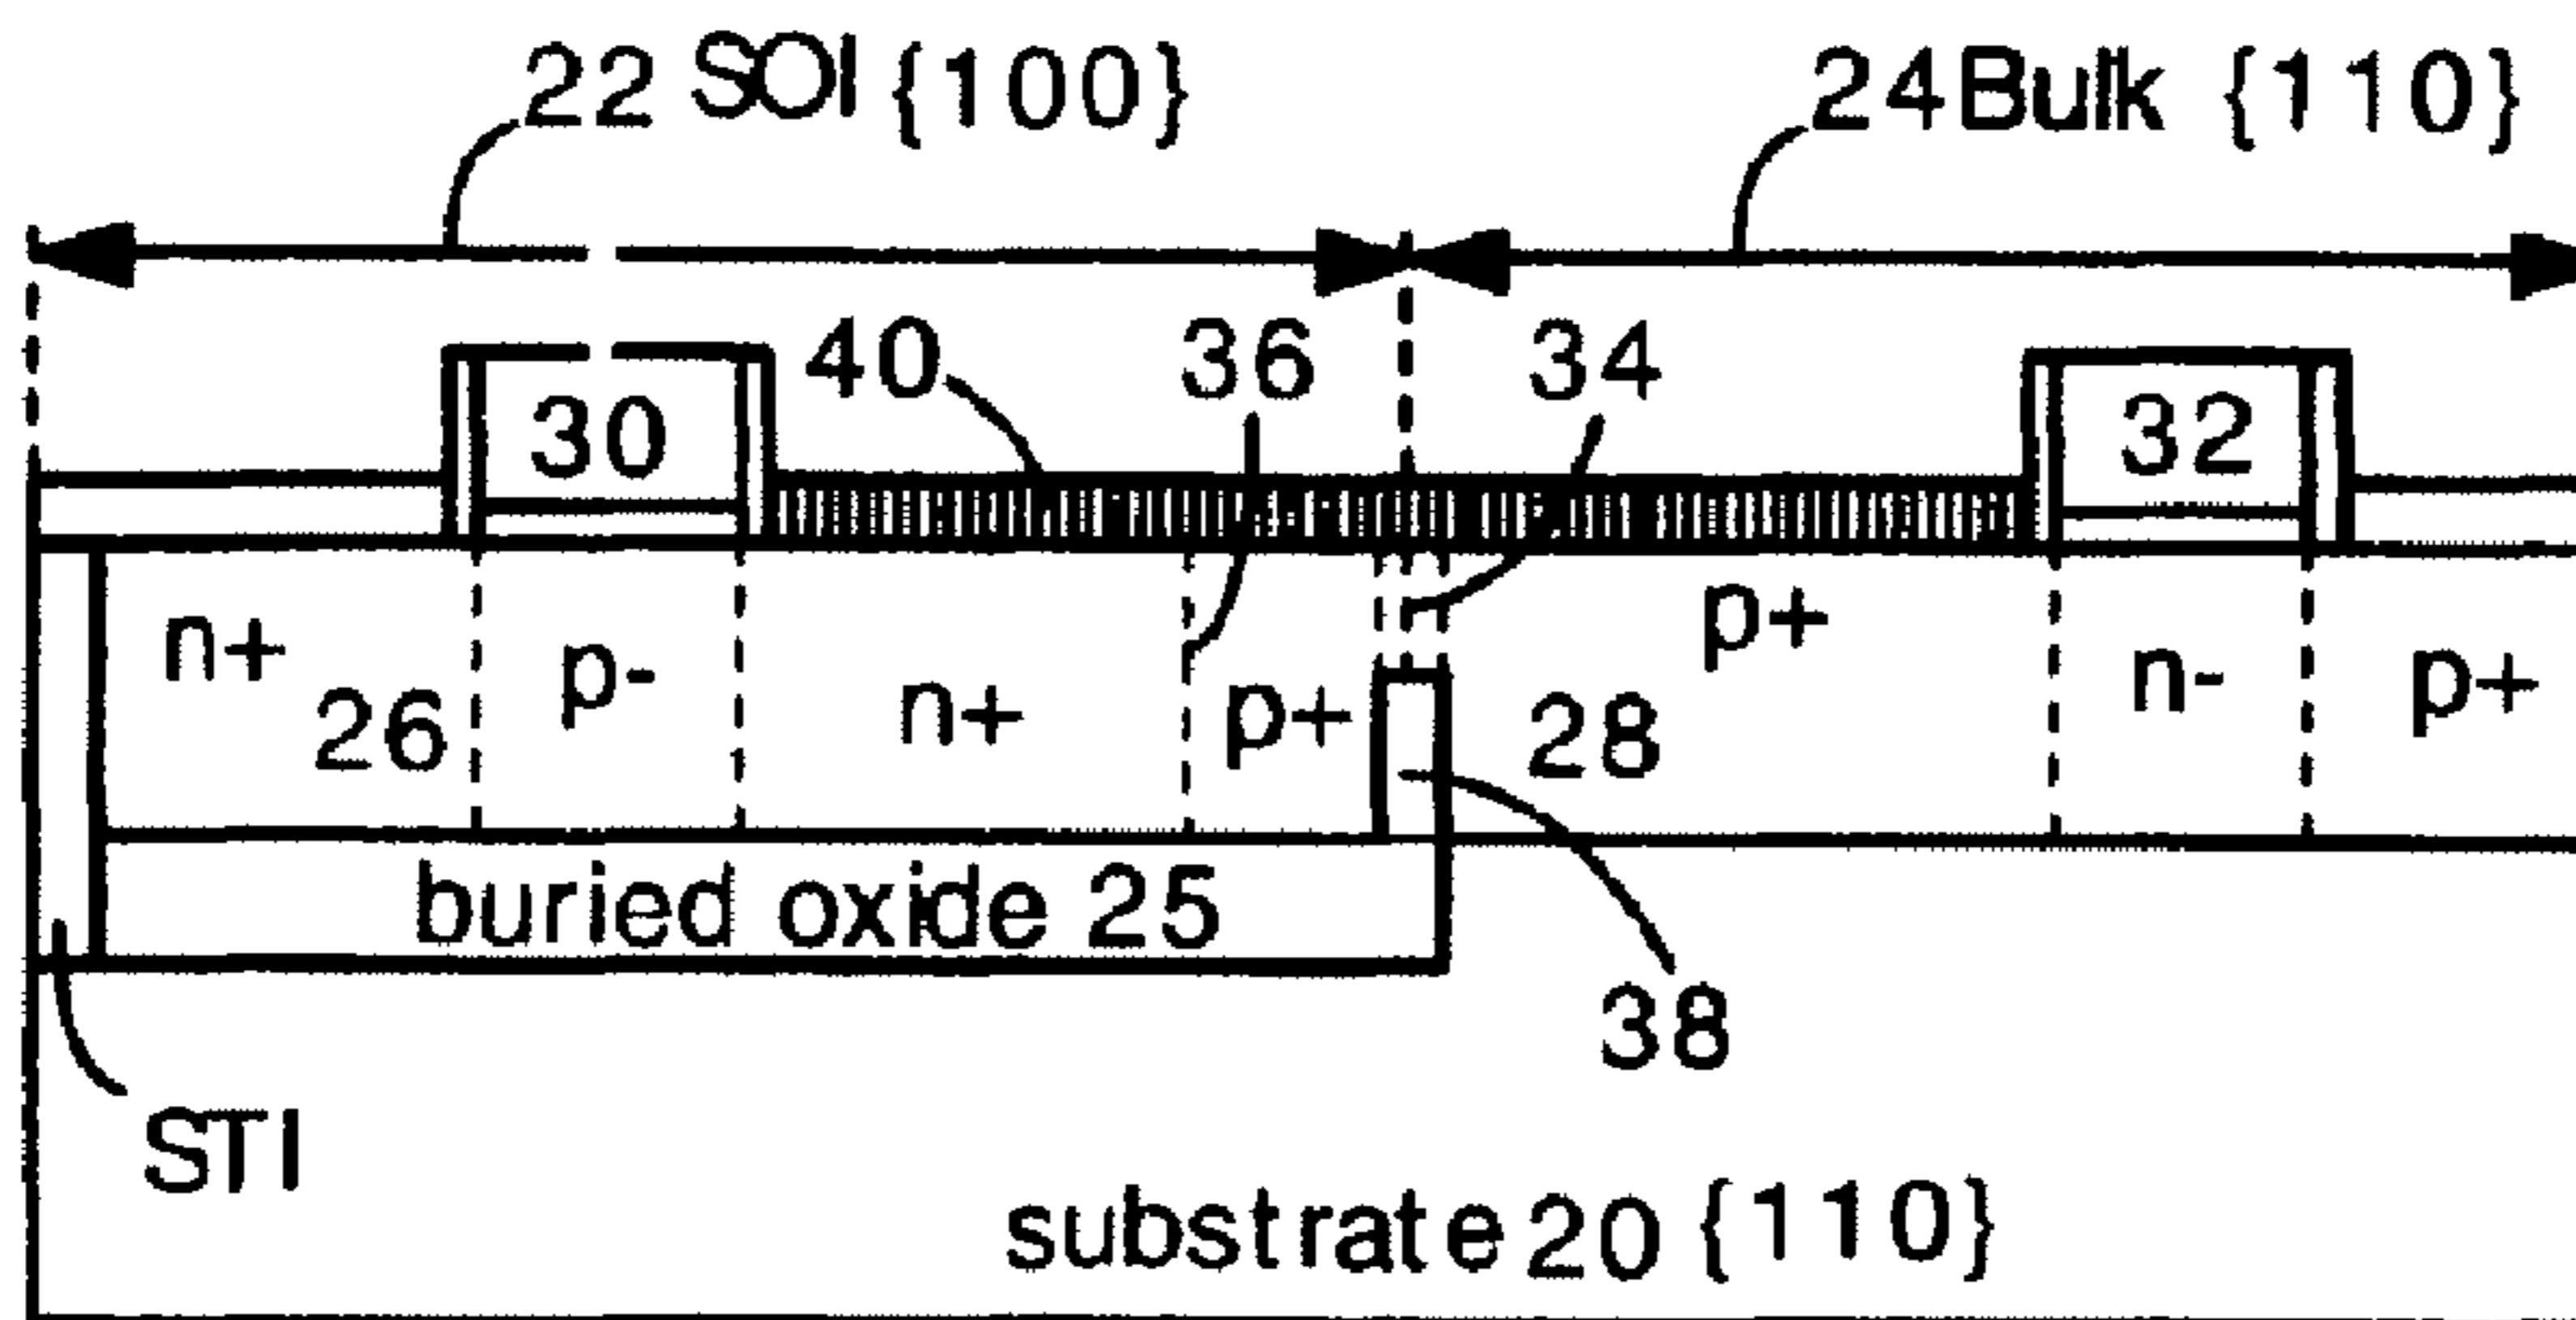 22 SOI {100} 24 Bulk {110}
40 36 34
30 32
n+ p- n+ p+ p+ n- p+
26 28
buried oxide 25
38
STI
substrate 20 {110}